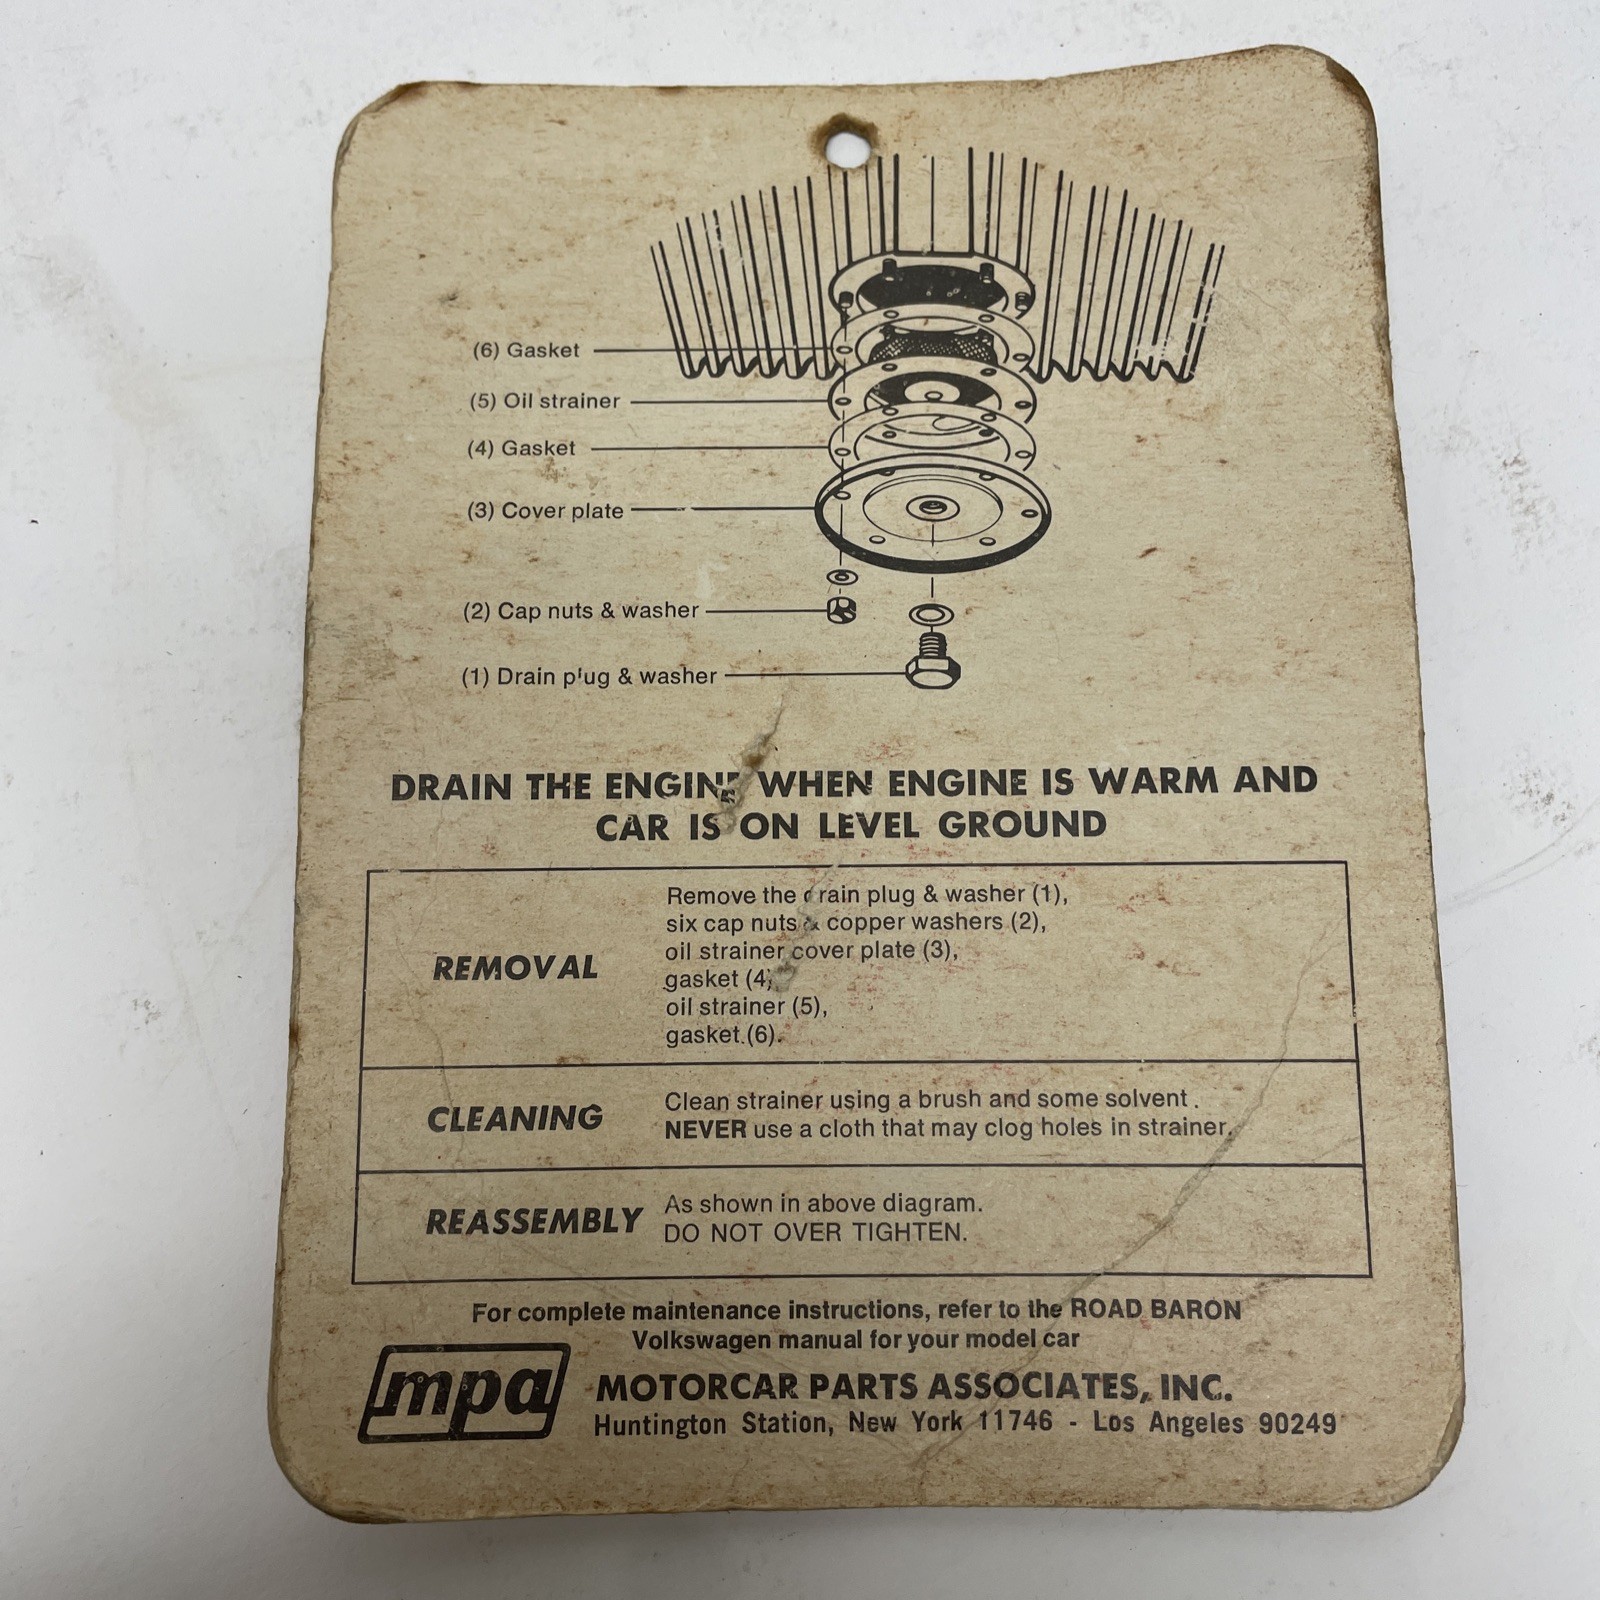 (6) Gasket
(5) Oil strainer
(4) Gasket
(3) Cover plate
(2) Cap nuts & washer
(1) Drain plug & washer
DRAIN THE ENGINE WHEN ENGINE IS WARM AND
CAR IS ON LEVEL GROUND
REMOVAL
Remove the drain plug & washer (1),
six cap nuts & copper washers (2),
oil strainer cover plate (3),
gasket (4),
oil strainer (5),
gasket (6).
CLEANING
Clean strainer using a brush and some solvent.
NEVER use a cloth that may clog holes in strainer.
REASSEMBLY
As shown in above diagram.
DO NOT OVER TIGHTEN.
For complete maintenance instructions, refer to the ROAD BARON
Volkswagen manual for your model car
mpa
MOTORCAR PARTS ASSOCIATES, INC.
Huntington Station, New York 11746 - Los Angeles 90249